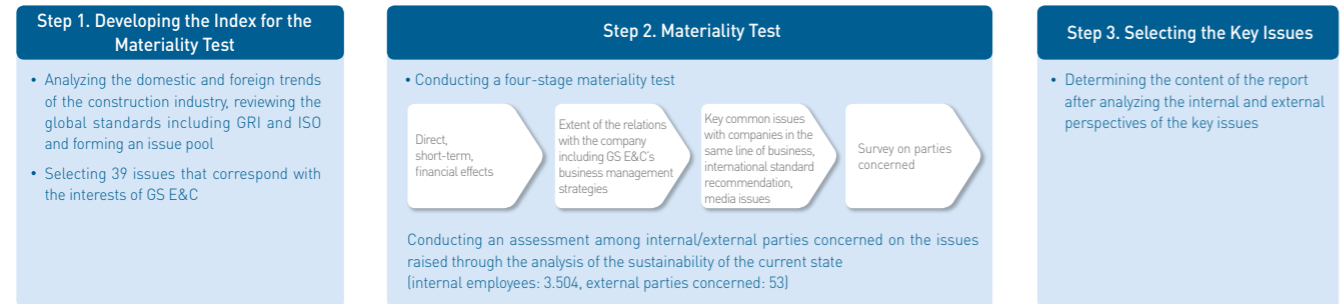 Step 1. Developing the Index for the
Materiality Test
• Analyzing the domestic and foreign trends
of the construction industry, reviewing the
global standards including GRI and ISO
and forming an issue pool
• Selecting 39 issues that correspond with
the interests of GS E&C
Step 2. Materiality Test
• Conducting a four-stage materiality test
Direct,
short-term,
financial effects
Extent of the relations
with the company
including GS E&C's
business management
strategies
Key common issues
with companies in the
same line of business,
international standard
recommendation,
media issues
Survey on parties
concerned
Conducting an assessment among internal/external parties concerned on the issues
raised through the analysis of the sustainability of the current state
(internal employees: 3.504, external parties concerned: 53)
Step 3. Selecting the Key Issues
• Determining the content of the report
after analyzing the internal and external
perspectives of the key issues